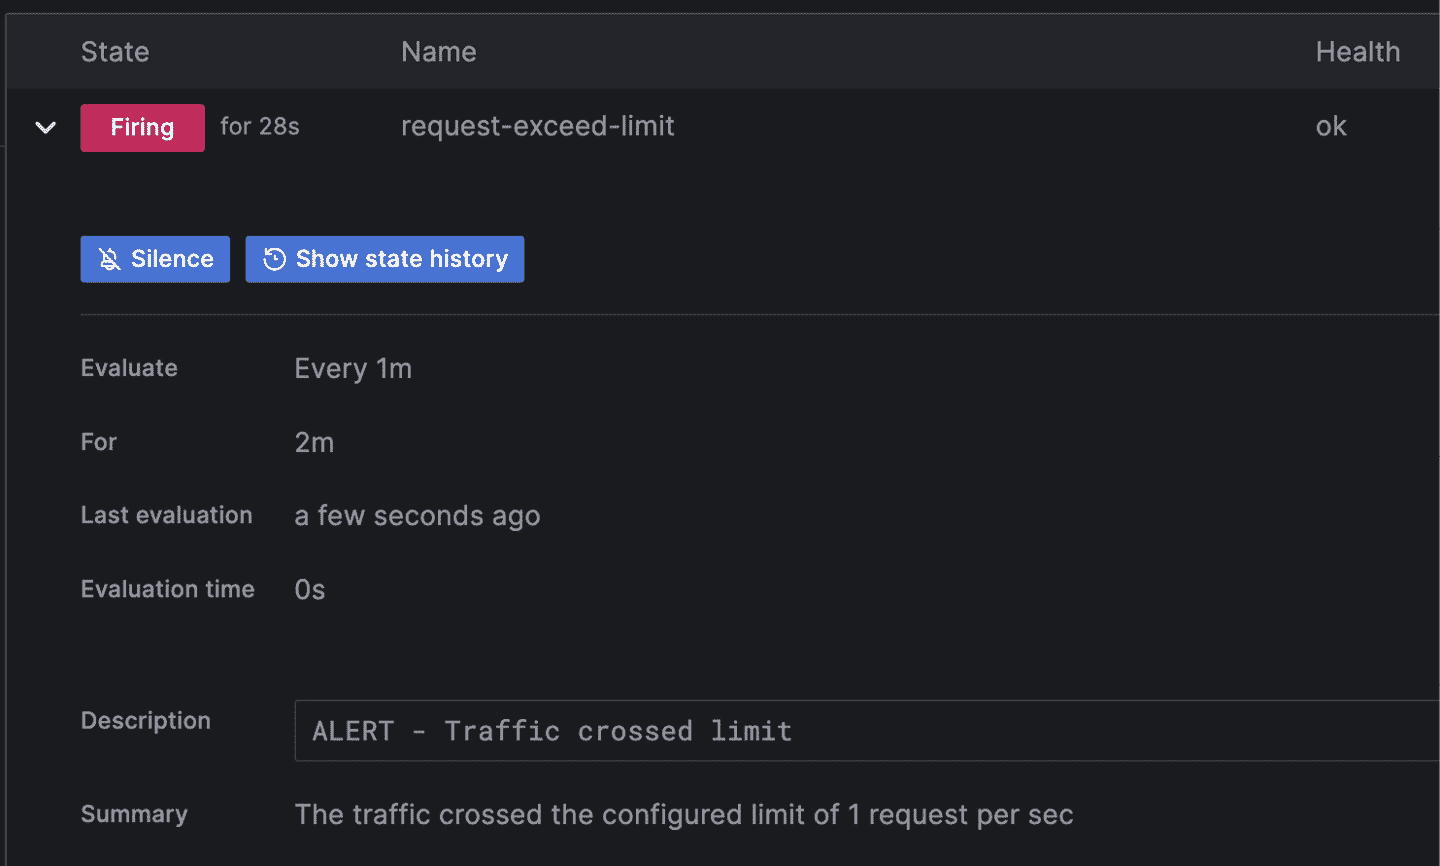 State Name Health
Firing for 28s request-exceed-limit ok
Silence Show state history
Evaluate Every 1m
For 2m
Last evaluation a few seconds ago
Evaluation time 0s
Description ALERT - Traffic crossed limit
Summary The traffic crossed the configured limit of 1 request per sec